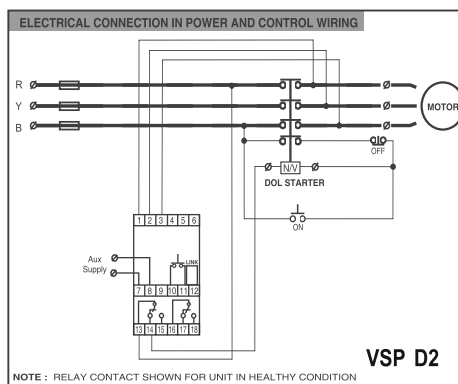 ELECTRICAL CONNECTION IN POWER AND CONTROL WIRING
R
Y
B
MOTOR
OFF
N/V
DOL STARTER
ON
1 2 3 4 5 6
Aux
Supply
LINK
7 8 9 10 11 12
13 14 15 16 17 18
VSP D2
NOTE : RELAY CONTACT SHOWN FOR UNIT IN HEALTHY CONDITION